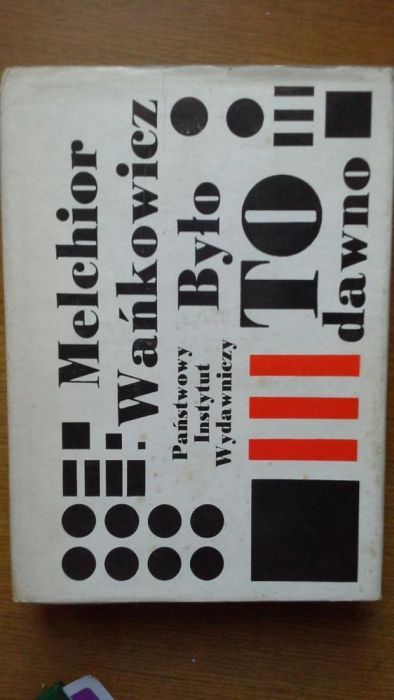 Melchior
Wańkowicz
Państwowy
Instytut
Wydawniczy
Było
TO
dawno